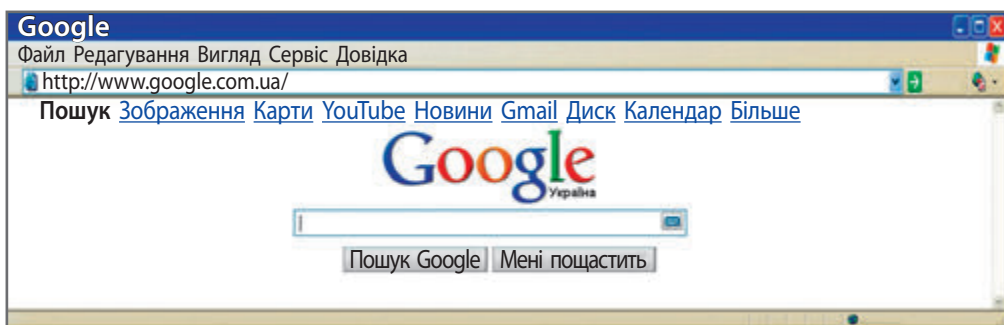 Google
Файл Редагування Вигляд Сервіс Довідка
http://www.google.com.ua/
Пошук Зображення Карти YouTube Новини Gmail Диск Календар Більше
Google
Україна
Пошук Google Мені пощастить